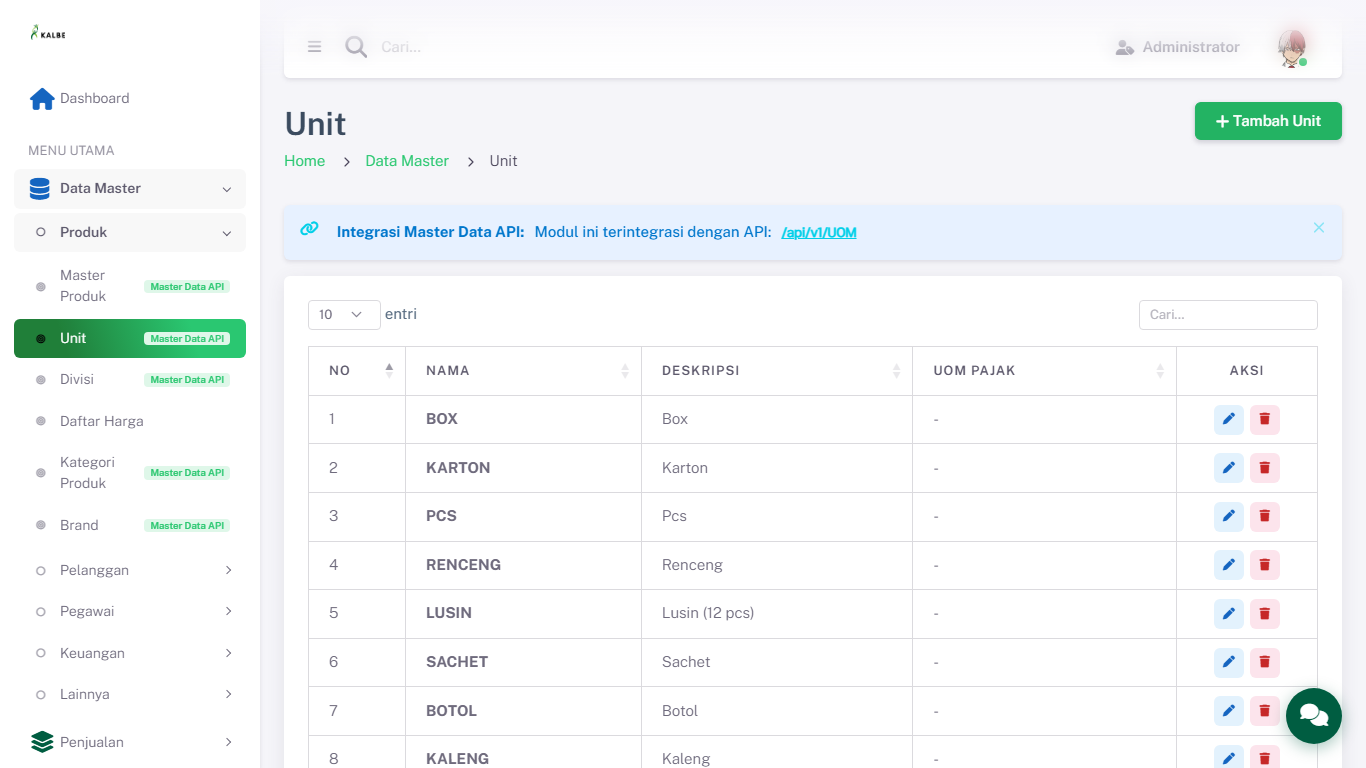 KALBE
Cari...
Administrator
Dashboard
MENU UTAMA
Data Master
Produk
Master Produk
Master Data API
Unit
Master Data API
Divisi
Master Data API
Daftar Harga
Kategori Produk
Master Data API
Brand
Master Data API
Pelanggan
Pegawai
Keuangan
Lainnya
Penjualan
Unit
Tambah Unit
Home > Data Master > Unit
Integrasi Master Data API: Modul ini terintegrasi dengan API: /api/v1/UOM
10 entri
Cari...
NO NAMA DESKRIPSI UOM PAJAK AKSI
1 BOX Box -
2 KARTON Karton -
3 PCS Pcs -
4 RENCENG Renceng -
5 LUSIN Lusin (12 pcs) -
6 SACHET Sachet -
7 BOTOL Botol -
8 KALENG Kaleng -